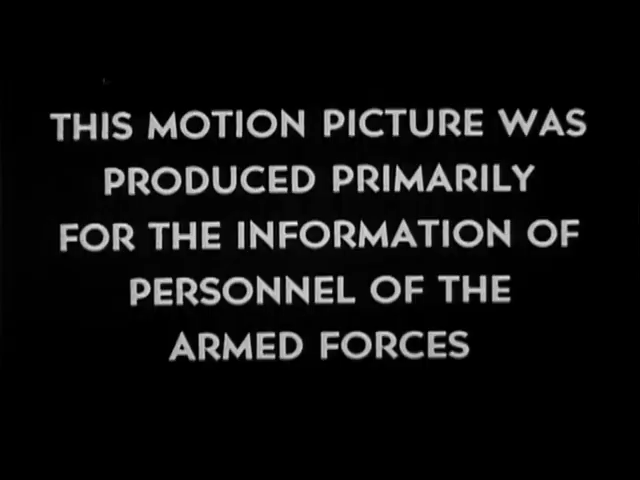 THIS MOTION PICTURE WAS
PRODUCED PRIMARILY
FOR THE INFORMATION OF
PERSONNEL OF THE
ARMED FORCES